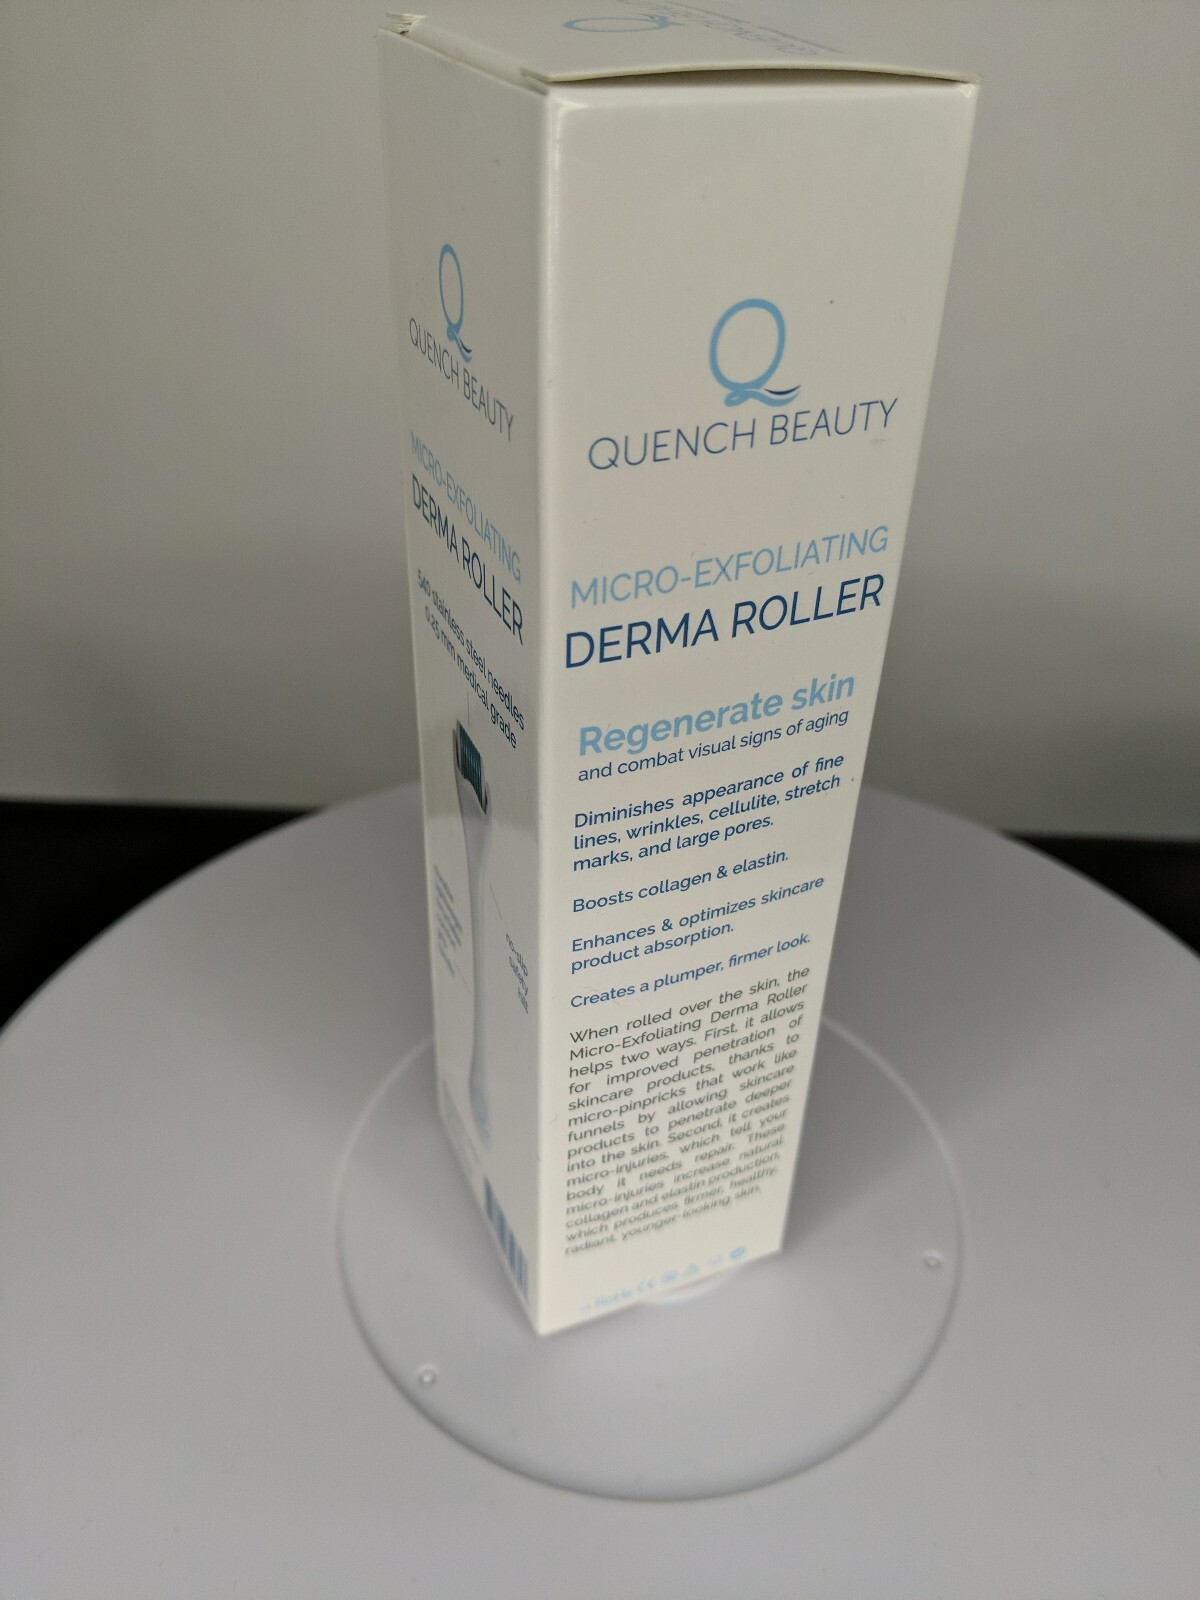 QUENCH BEAUTY
MICRO-EXFOLIATING
DERMA ROLLER
540 stainless steel needles
0.25 mm medical grade
no-slip
safety
QUENCH BEAUTY
MICRO-EXFOLIATING
DERMA ROLLER
Regenerate skin
and combat visual signs of aging
Diminishes appearance of fine
lines, wrinkles, cellulite, stretch
marks, and large pores.
Boosts collagen & elastin.
Enhances & optimizes skincare
product absorption.
Creates a plumper, firmer look.
When rolled over the skin, the
Micro-Exfoliating Derma Roller
helps two ways. First, it allows
for improved penetration of
skincare products, thanks to
micro-pinpricks that work like
funnels by allowing skincare
products to penetrate deeper
into the skin. Second, it creates
micro-injuries, which tell your
body it needs repair. These
micro-injuries increase natural
collagen and elastin production,
which produces firmer, healthy,
radiant, younger-looking skin.